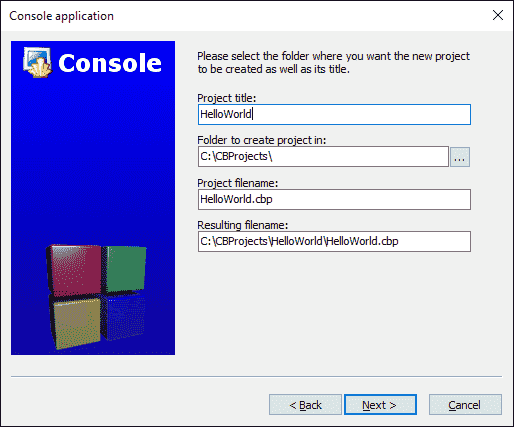 Console application
Console
Please select the folder where you want the new project
to be created as well as its title.
Project title:
HelloWorld
Folder to create project in:
C:\CBProjects\
...
Project filename:
HelloWorld.cbp
Resulting filename:
C:\CBProjects\HelloWorld\HelloWorld.cbp
< Back
Next >
Cancel